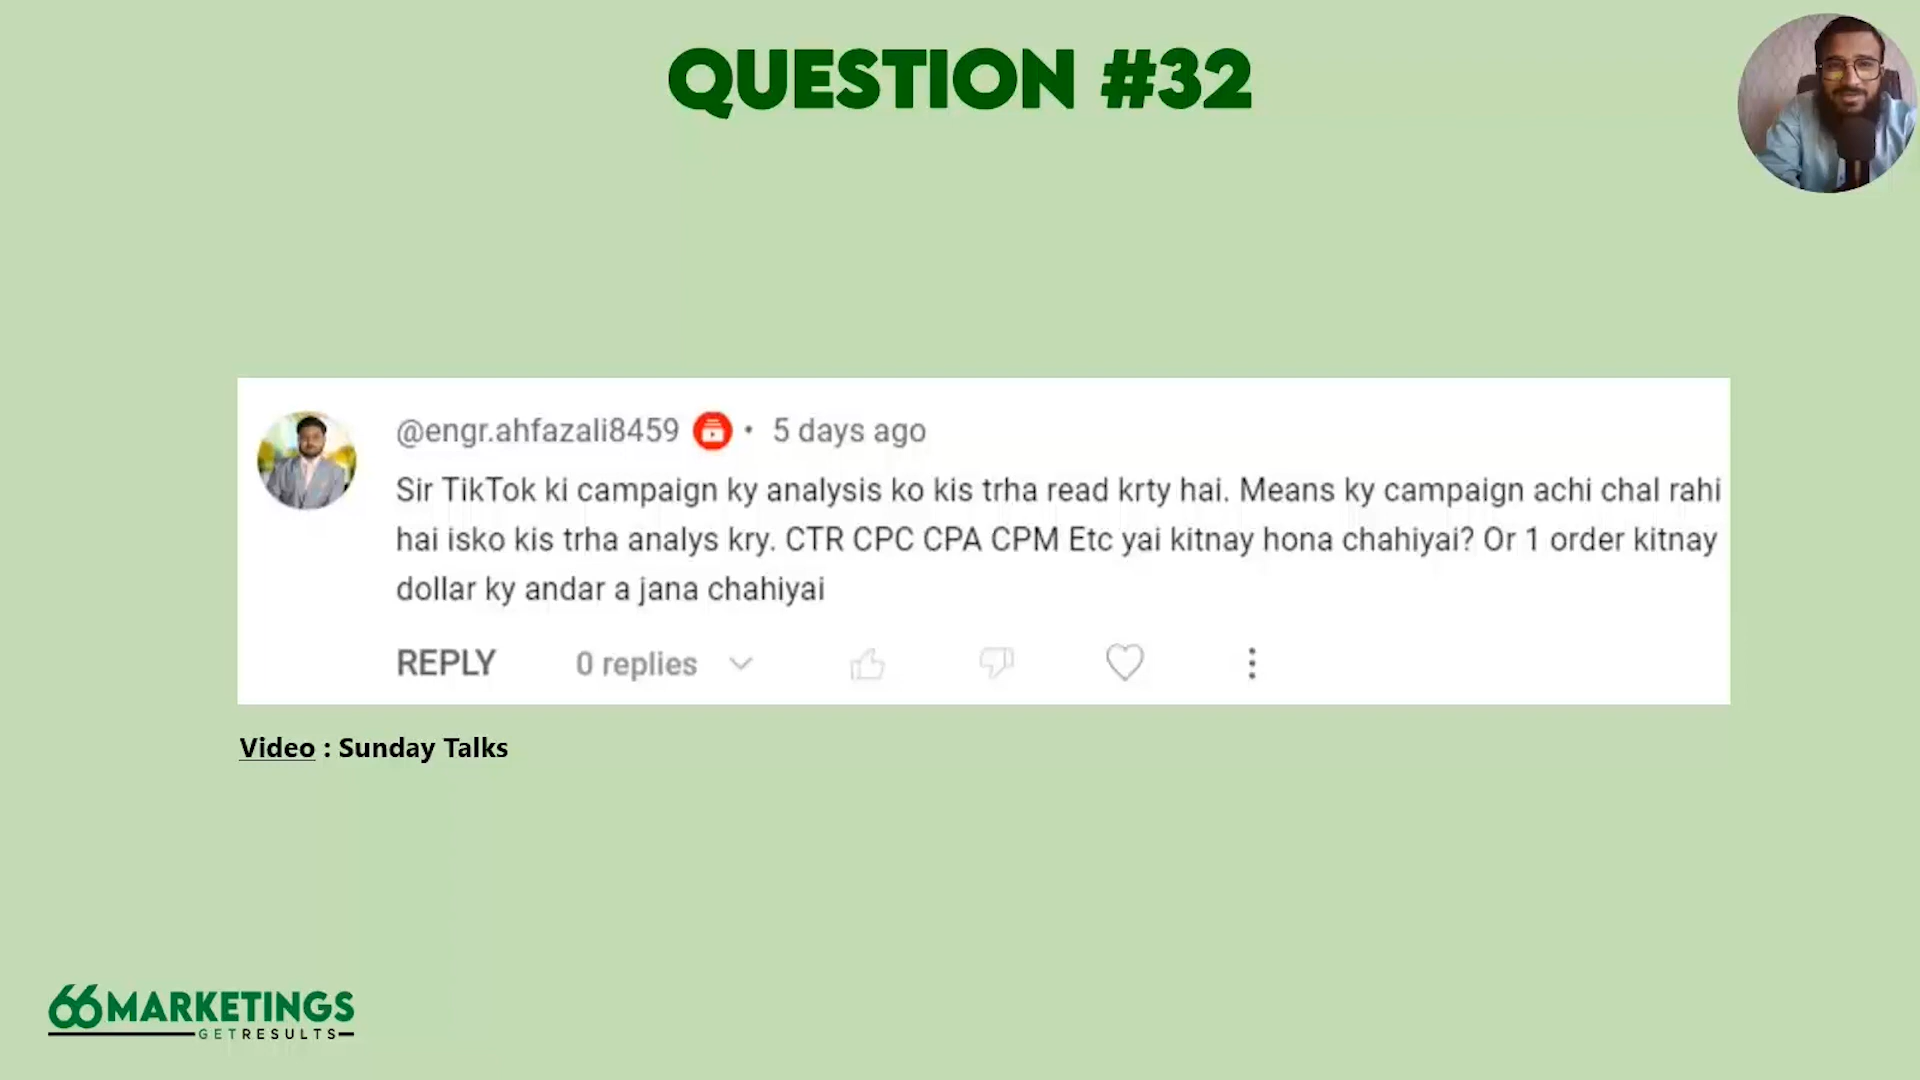 QUESTION #32
@engr.ahfazali8459 • 5 days ago
Sir TikTok ki campaign ky analysis ko kis trha read krty hai. Means ky campaign achi chal rahi
hai isko kis trha analys kry. CTR CPC CPA CPM Etc yai kitnay hona chahiyai? Or 1 order kitnay
dollar ky andar a jana chahiyai
REPLY 0 replies
Video : Sunday Talks
66MARKETINGS
GETRESULTS